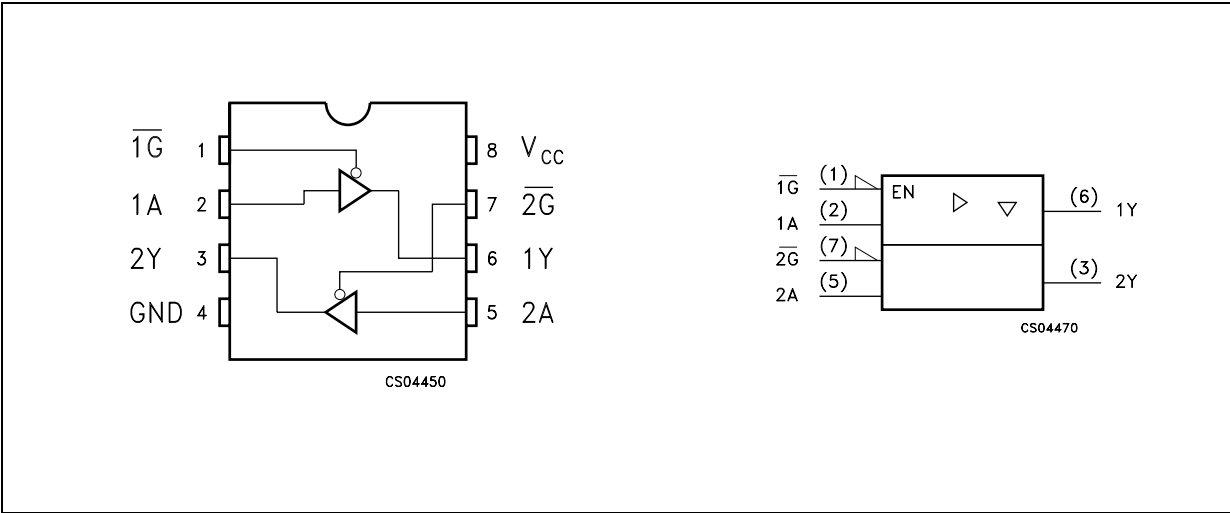 1G 1 8 VCC
1A 2 7 2G
2Y 3 6 1Y
GND 4 5 2A
CS04450
1G (1) EN (6) 1Y
1A (2)
2G (7) (3) 2Y
2A (5)
CS04470